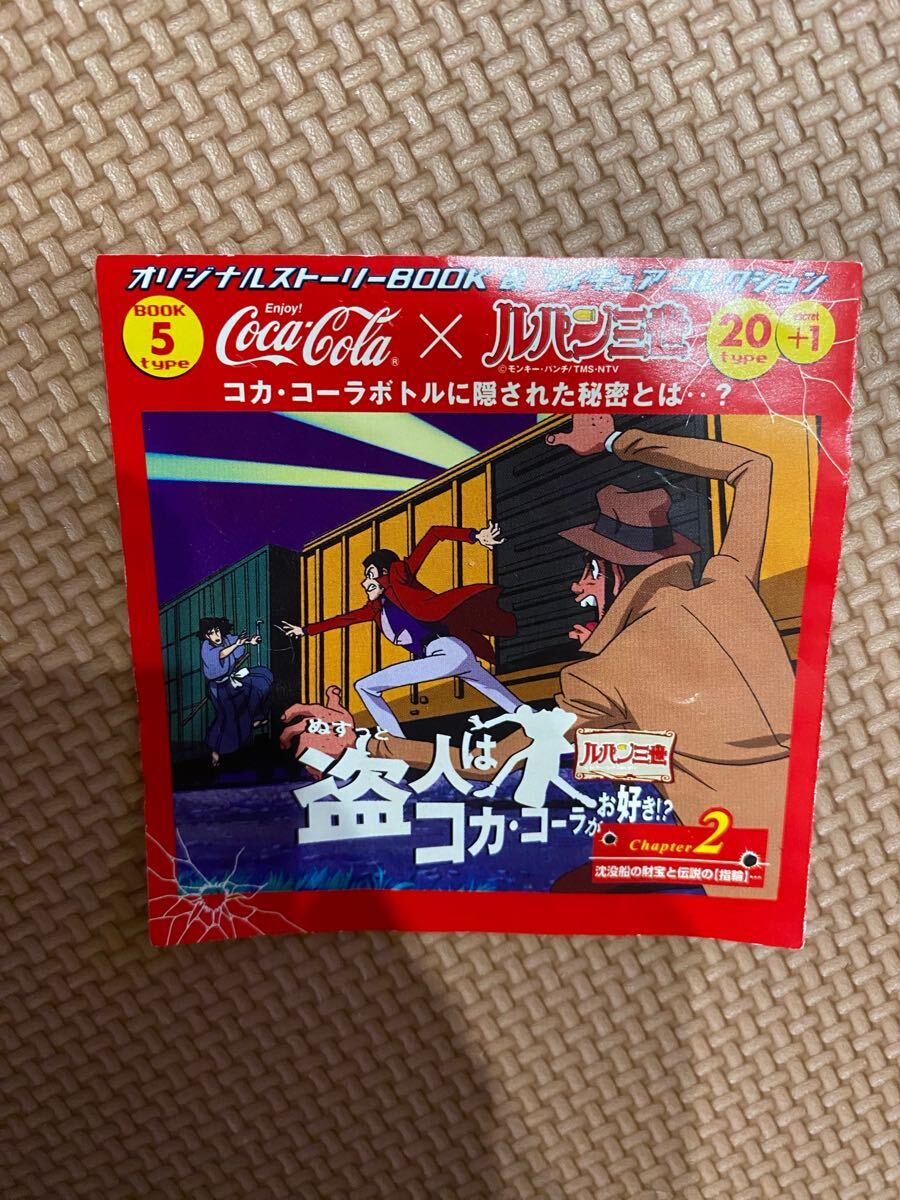 オリジナルストーリーBOOK & フィギュア コレクション
BOOK
5
type
Enjoy!
Coca-Cola®
×
ルパン三世
©モンキー・パンチ/TMS・NTV
20
type
secret
+1
コカ・コーラボトルに隠された秘密とは‥?
ぬすっと
盗人は
コカ・コーラがお好き!?
ルパン三世
Chapter 2
沈没船の財宝と伝説の[指輪]…